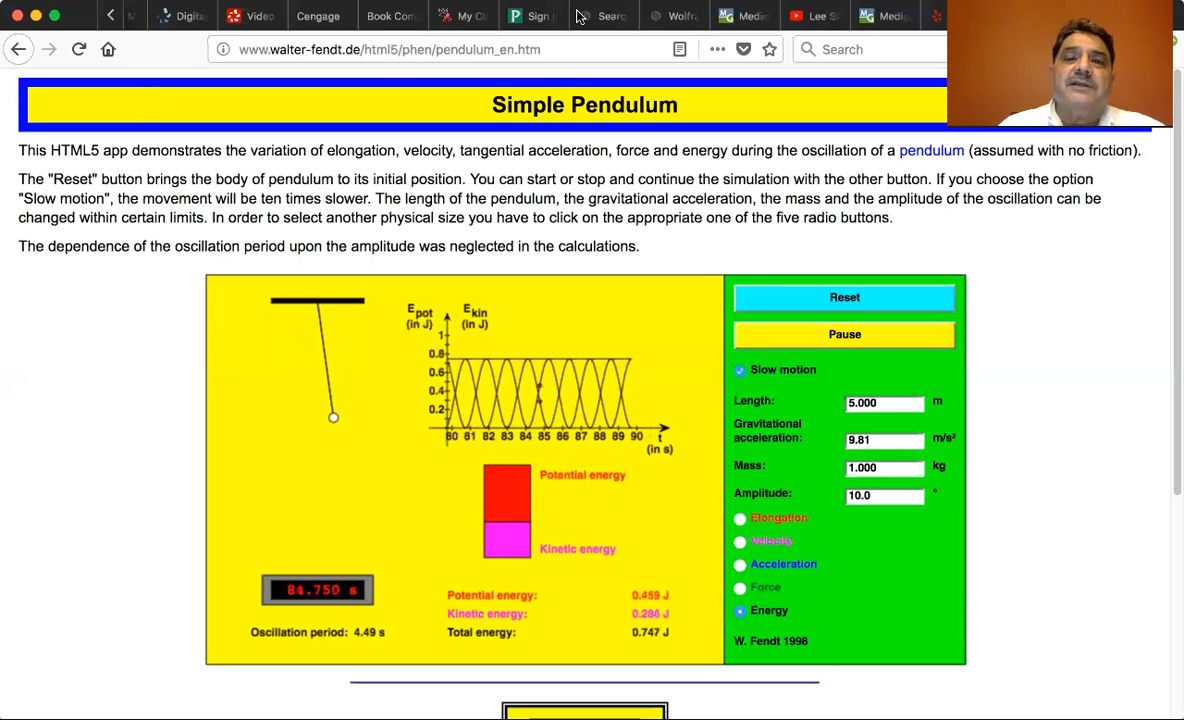 Digita
Video
Cengage
Book Com
My Cl
Sign
Searc
Wolfra
Medi
Lee S
Medi
www.walter-fendt.de/html5/phen/pendulum_en.htm
Search
Simple Pendulum
This HTML5 app demonstrates the variation of elongation, velocity, tangential acceleration, force and energy during the oscillation of a pendulum (assumed with no friction).
The "Reset" button brings the body of pendulum to its initial position. You can start or stop and continue the simulation with the other button. If you choose the option
"Slow motion", the movement will be ten times slower. The length of the pendulum, the gravitational acceleration, the mass and the amplitude of the oscillation can be
changed within certain limits. In order to select another physical size you have to click on the appropriate one of the five radio buttons.
The dependence of the oscillation period upon the amplitude was neglected in the calculations.
Epot Ekin
(in J) (in J)
1
0.8
0.6
0.4
0.2
80 81 82 83 84 85 86 87 88 89 90 t
(in s)
Potential energy
Kinetic energy
84.750 s
Oscillation period: 4.49 s
Potential energy: 0.459 J
Kinetic energy: 0.286 J
Total energy: 0.747 J
Reset
Pause
Slow motion
Length: 5.000 m
Gravitational
acceleration: 9.81 m/s²
Mass: 1.000 kg
Amplitude: 10.0 °
Elongation
Velocity
Acceleration
Force
Energy
W. Fendt 1998